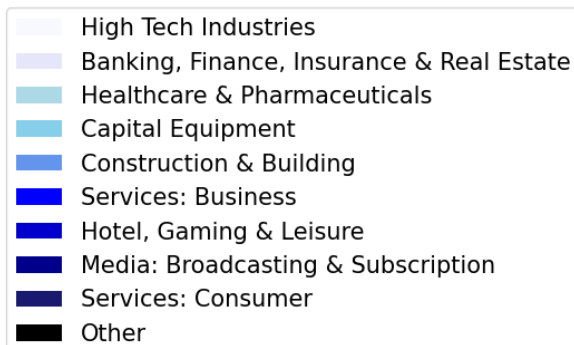 High Tech Industries
Banking, Finance, Insurance & Real Estate
Healthcare & Pharmaceuticals
Capital Equipment
Construction & Building
Services: Business
Hotel, Gaming & Leisure
Media: Broadcasting & Subscription
Services: Consumer
Other